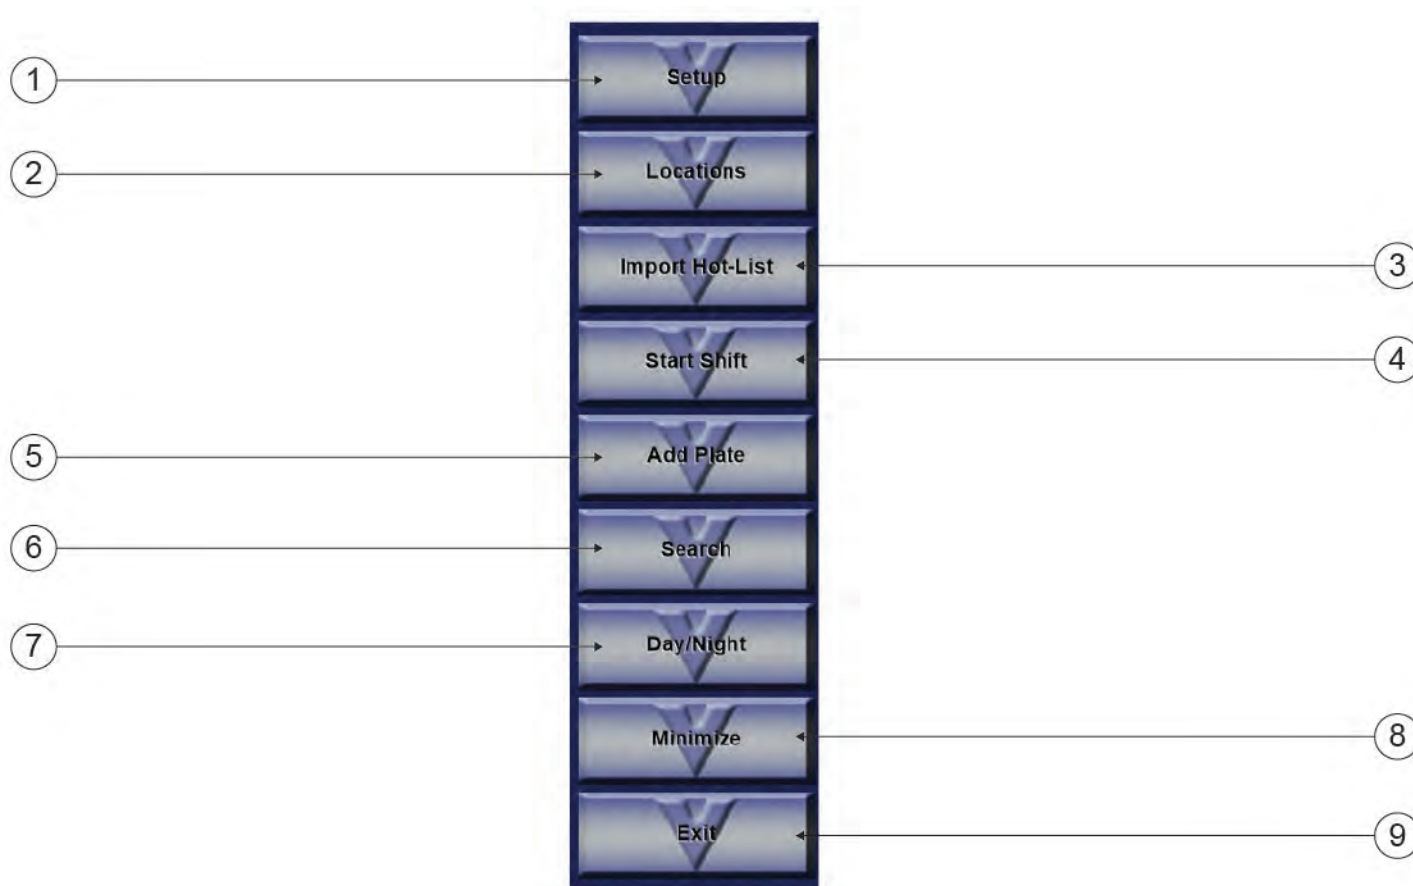 1 Setup
2 Locations
Import Hot-List 3
Start Shift 4
5 Add Plate
6 Search
7 Day/Night
Minimize 8
Exit 9